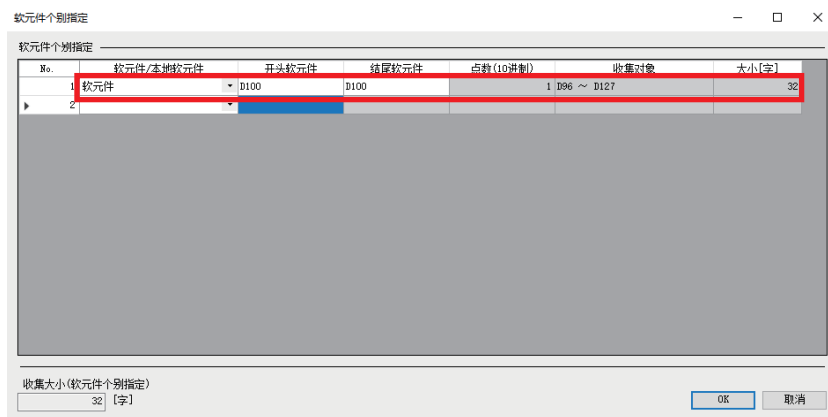 软元件个别指定
软元件个别指定
No. 软元件/本地软元件 开头软元件 结尾软元件 点数(10进制) 收集对象 大小[字]
1 软元件 D100 D100 1 D96 ~ D127 32
2
收集大小(软元件个别指定)
32 [字]
OK 取消